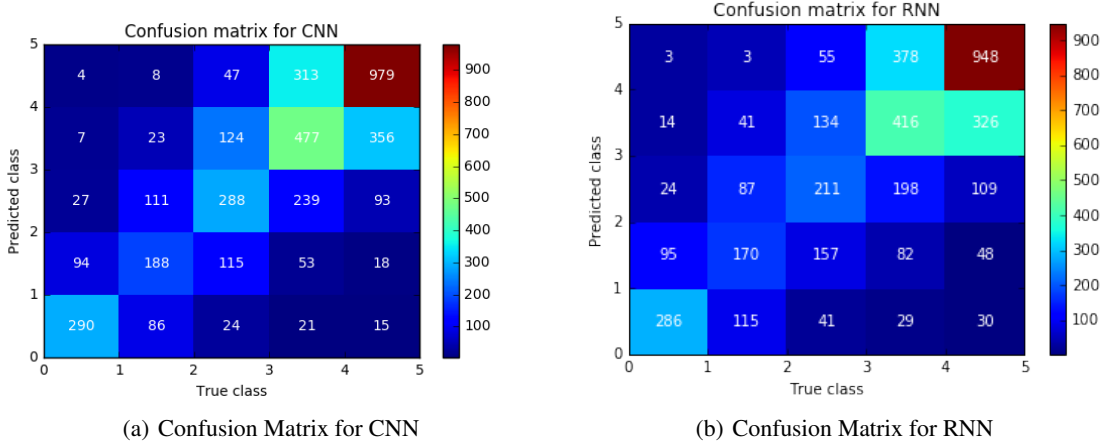 Confusion matrix for CNN
5
4
3
2
1
0
Predicted class
4 8 47 313 979
7 23 124 477 356
27 111 288 239 93
94 188 115 53 18
290 86 24 21 15
0 1 2 3 4 5
True class
900
800
700
600
500
400
300
200
100
(a) Confusion Matrix for CNN
Confusion matrix for RNN
5
4
3
2
1
0
Predicted class
3 3 55 378 948
14 41 134 416 326
24 87 211 198 109
95 170 157 82 48
286 115 41 29 30
0 1 2 3 4 5
True class
900
800
700
600
500
400
300
200
100
(b) Confusion Matrix for RNN